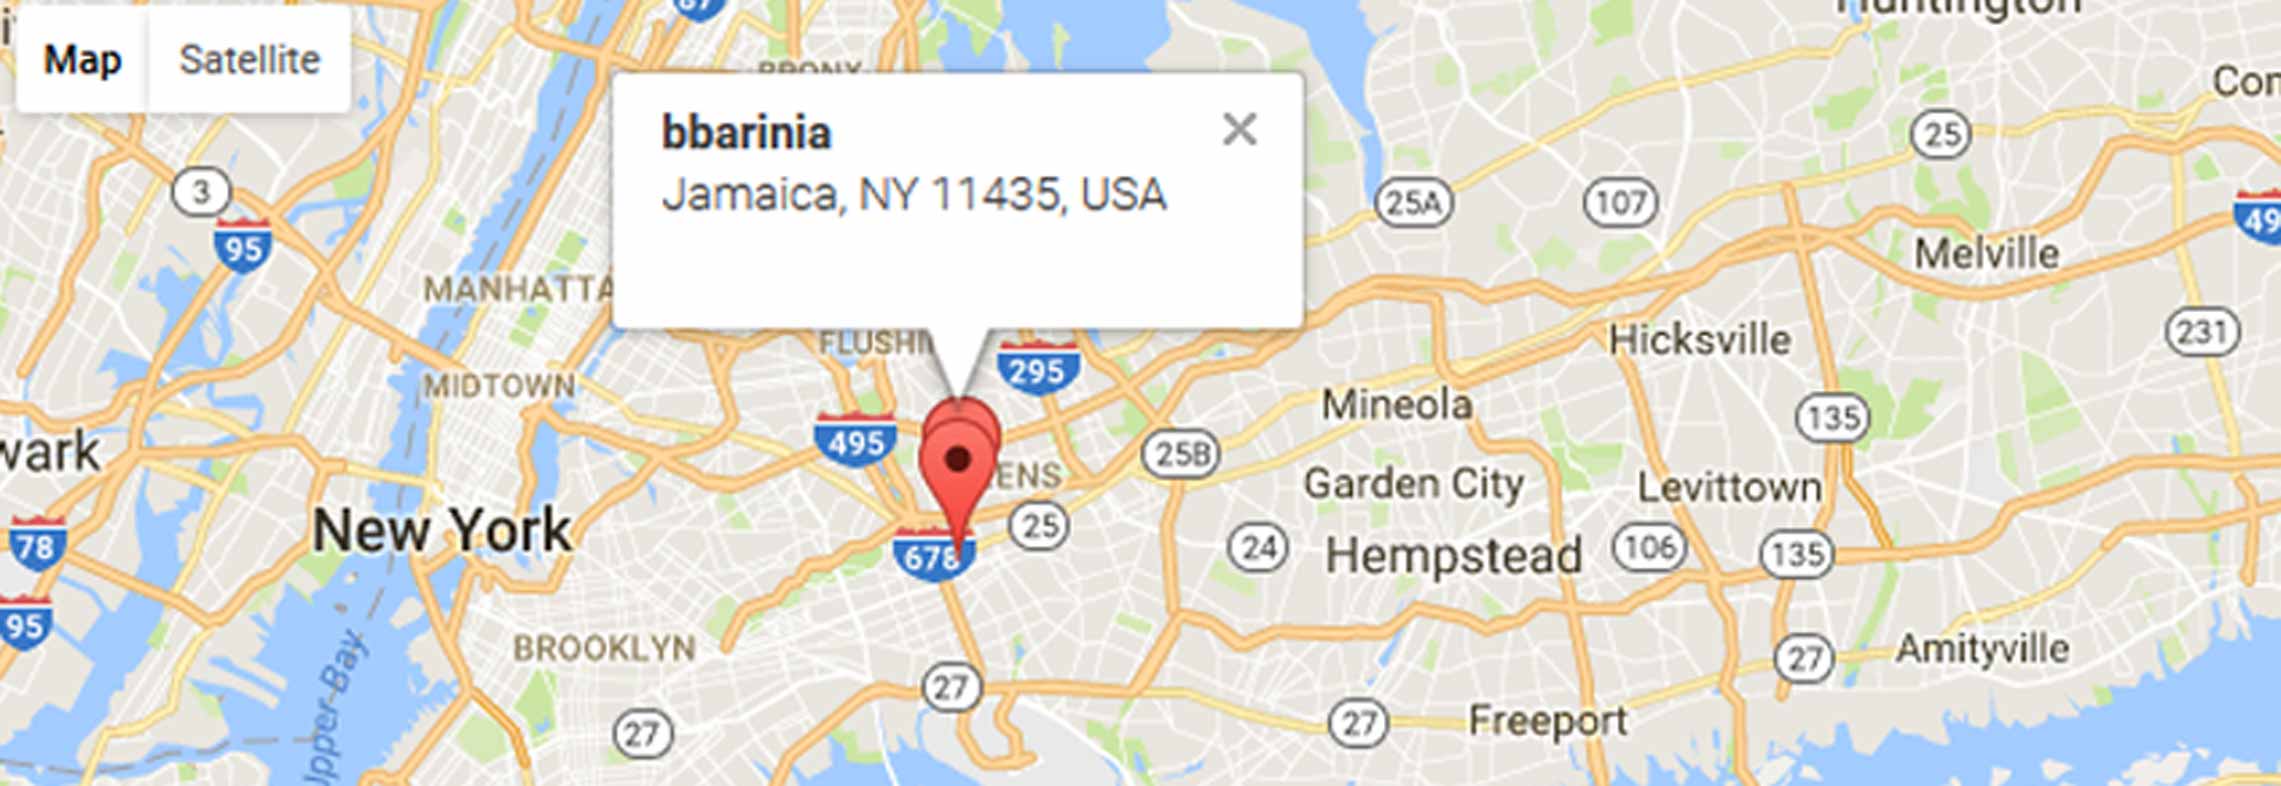 Huntington
87
Map
Satellite
BRONX
Com
bbarinia
25
3
Jamaica, NY 11435, USA
25A
107
95
49
Melville
MANHATTA
231
FLUSHI
Hicksville
295
MIDTOWN
Mineola
135
495
wark
25B
ENS
Garden City
Levittown
New York
25
78
678
24
Hempstead
106
135
95
BROOKLYN
Upper Bay
27
Amityville
27
27
27
Freeport